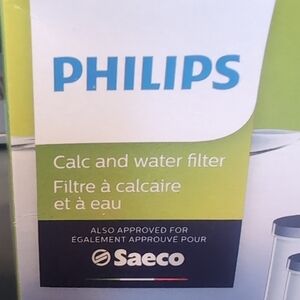 PHILIPS
Calc and water filter
Filtre à calcaire
et à eau
ALSO APPROVED FOR
ÉGALEMENT APPROUVÉ POUR
Saeco